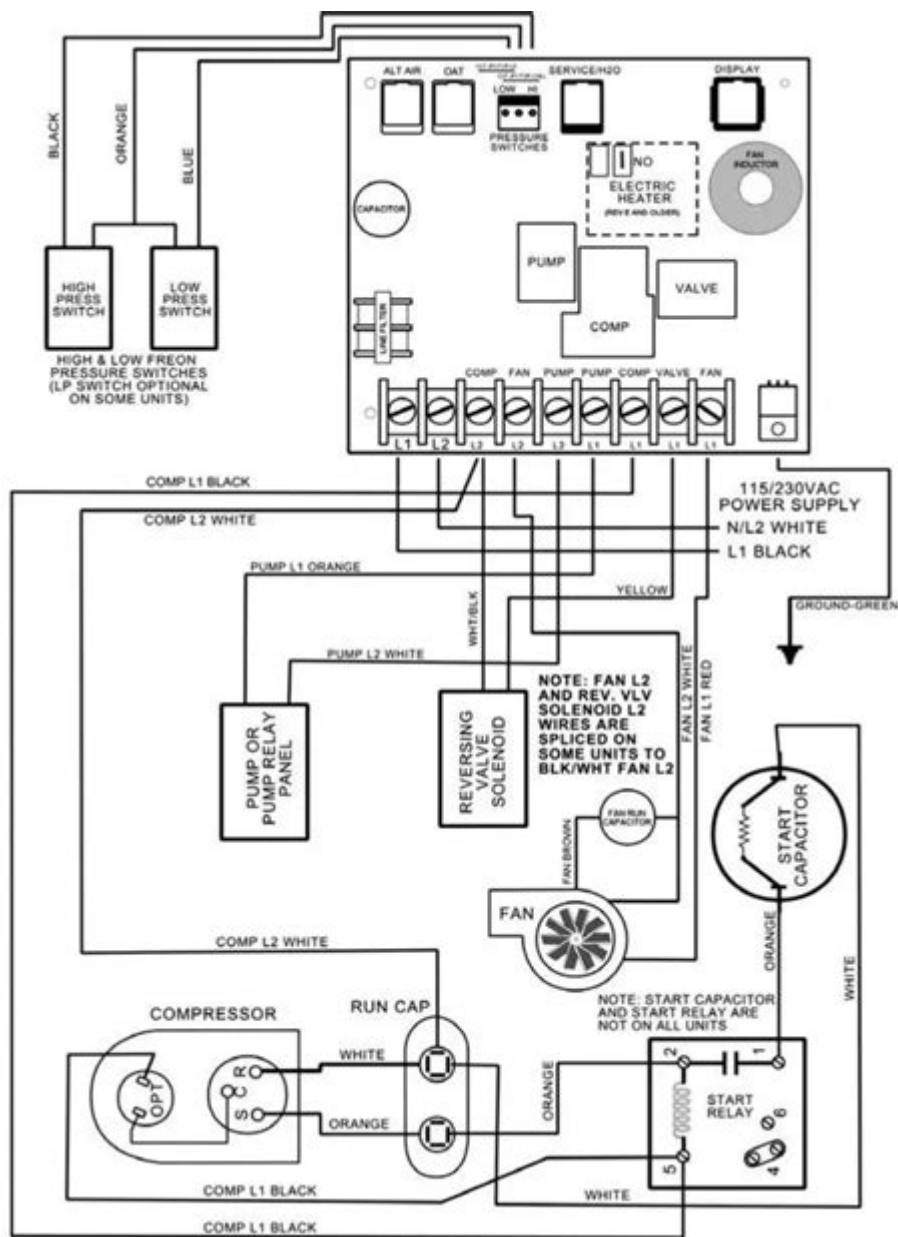 ALT AIR
OAT
SERVICE/H2O
DISPLAY
LOW HI
PRESSURE
SWITCHES
BLACK
ORANGE
BLUE
NO
ELECTRIC
HEATER
(REV E AND OLDER)
FAN
INDUCTOR
CAPACITOR
PUMP
COMP
VALVE
LINE FILTER
HIGH
PRESS
SWITCH
LOW
PRESS
SWITCH
HIGH & LOW FREON
PRESSURE SWITCHES
(LP SWITCH OPTIONAL
ON SOME UNITS)
COMP FAN PUMP PUMP COMP VALVE FAN
L1 L2 L2 L2 L2 L1 L1 L1 L1
COMP L1 BLACK
COMP L2 WHITE
115/230VAC
POWER SUPPLY
N/L2 WHITE
L1 BLACK
PUMP L1 ORANGE
YELLOW
WHT/BLK
GROUND-GREEN
PUMP L2 WHITE
FAN L2 WHITE
FAN L1 RED
NOTE: FAN L2
AND REV. VLV
SOLENOID L2
WIRES ARE
SPLICED ON
SOME UNITS TO
BLK/WHT FAN L2
PUMP OR
PUMP RELAY
PANEL
REVERSING
VALVE
SOLENOID
FAN RUN
CAPACITOR
FAN BROWN
FAN
START
CAPACITOR
ORANGE
WHITE
COMP L2 WHITE
NOTE: START CAPACITOR
AND START RELAY ARE
NOT ON ALL UNITS
COMPRESSOR
RUN CAP
WHITE
ORANGE
OPT
R
C
S
ORANGE
2
1
START
RELAY
6
5
4
COMP L1 BLACK
WHITE
COMP L1 BLACK